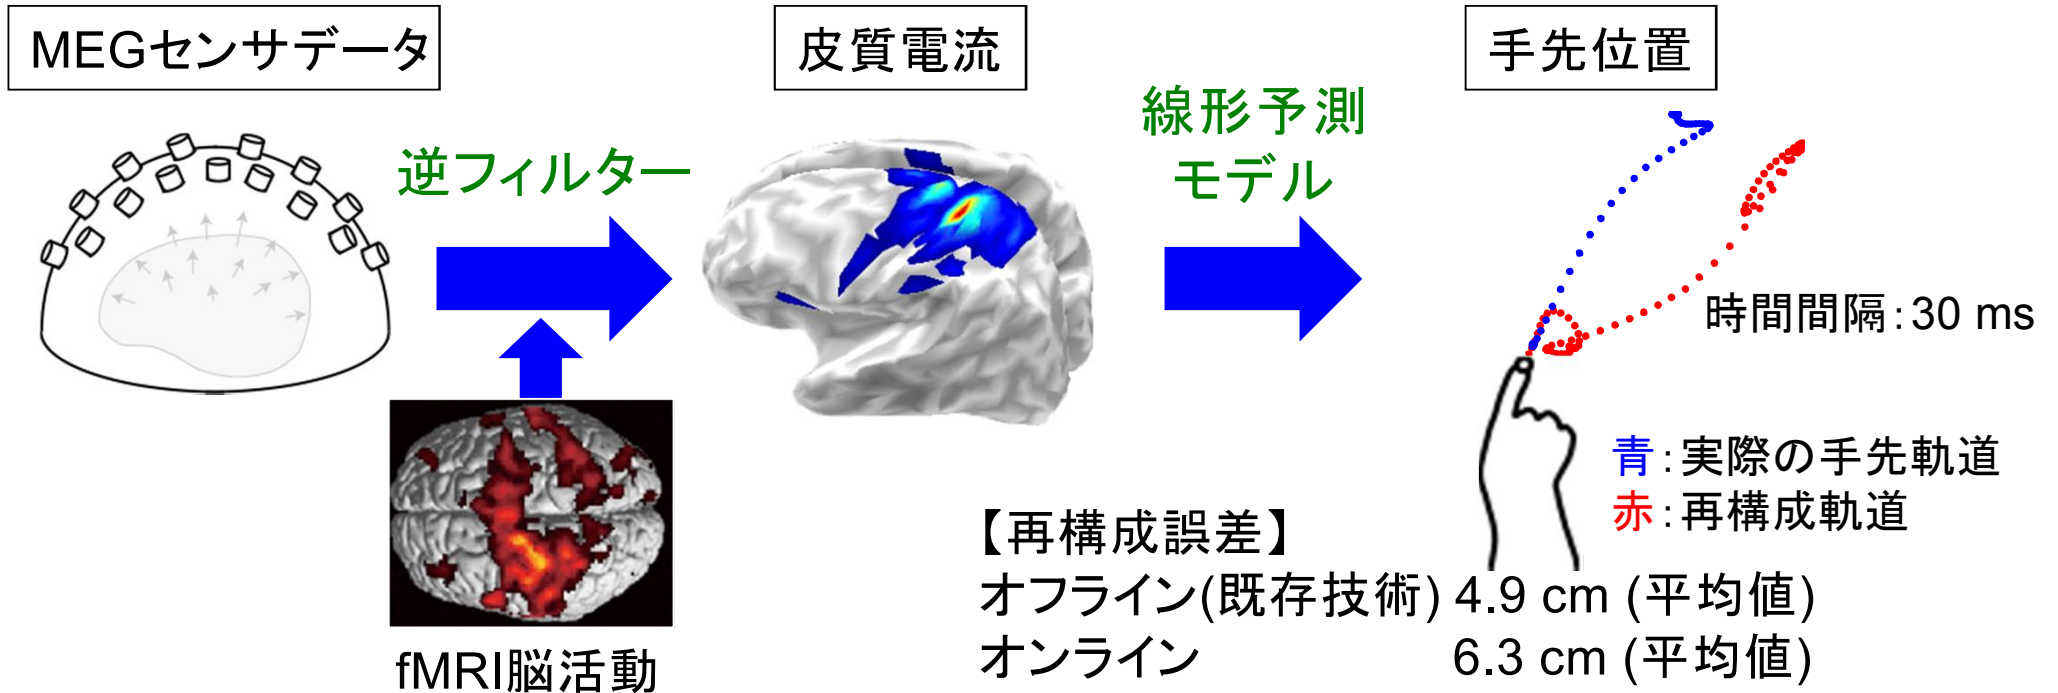 MEGセンサデータ
皮質電流
手先位置
逆フィルター
線形予測
モデル
時間間隔:30 ms
青:実際の手先軌道
赤:再構成軌道
【再構成誤差】
オフライン(既存技術) 4.9 cm (平均値)
オンライン 6.3 cm (平均値)
fMRI脳活動